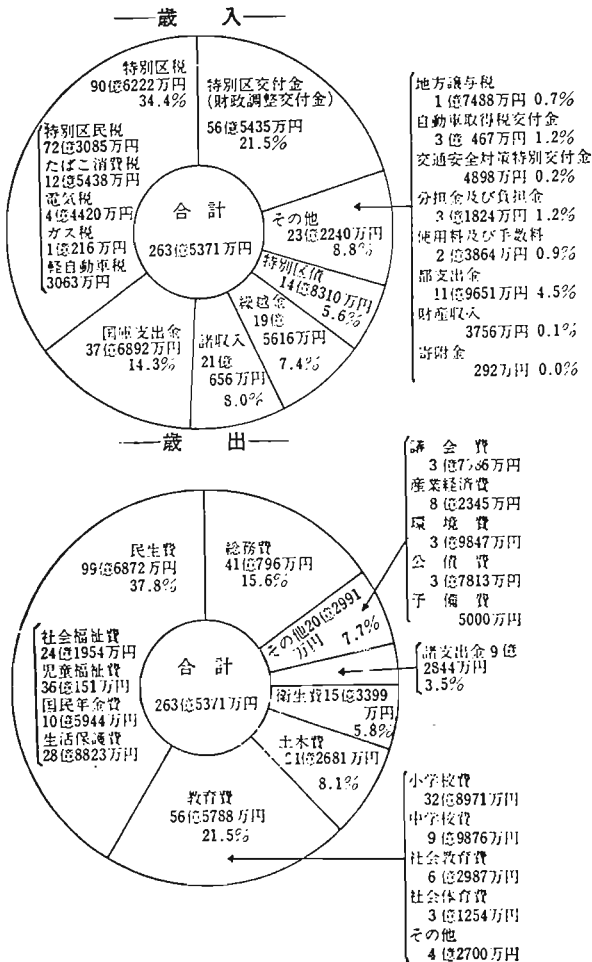 歳入
特別区税
90億6222万円
34.4%
特別区民税
72億3085万円
たばこ消費税
12億5438万円
電気税
4億4420万円
ガス税
1億216万円
軽自動車税
3063万円
特別区交付金
(財政調整交付金)
56億5435万円
21.5%
その他
23億2240万円
8.8%
地方譲与税
1億7488万円 0.7%
自動車取得税交付金
3億467万円 1.2%
交通安全対策特別交付金
4898万円 0.2%
分担金及び負担金
3億1824万円 1.2%
使用料及び手数料
2億3864万円 0.9%
都支出金
11億9651万円 4.5%
財産収入
3756万円 0.1%
寄附金
292万円 0.0%
特別区債
14億8310万円
5.6%
繰越金
19億
5616万円
7.4%
諸収入
21億
656万円
8.0%
国庫支出金
37億6892万円
14.3%
合計
263億5371万円
歳出
民生費
99億6872万円
37.8%
社会福祉費
24億1954万円
児童福祉費
36億151万円
国民年金費
10億5944万円
生活保護費
28億8823万円
総務費
41億796万円
15.6%
その他20億2991
万円
7.7%
議会費
産業経済費
8億2345万円
環境費
3億9847万円
公債費
3億7813万円
予備費
5000万円
諸支出金9億
2844万円
3.5%
衛生費15億3399
万円
5.8%
土木費
21億2681万円
8.1%
教育費
56億5788万円
21.5%
小学校費
32億8971万円
中学校費
9億9876万円
社会教育費
6億2987万円
社会体育費
3億1254万円
その他
4億2700万円
合計
263億5371万円